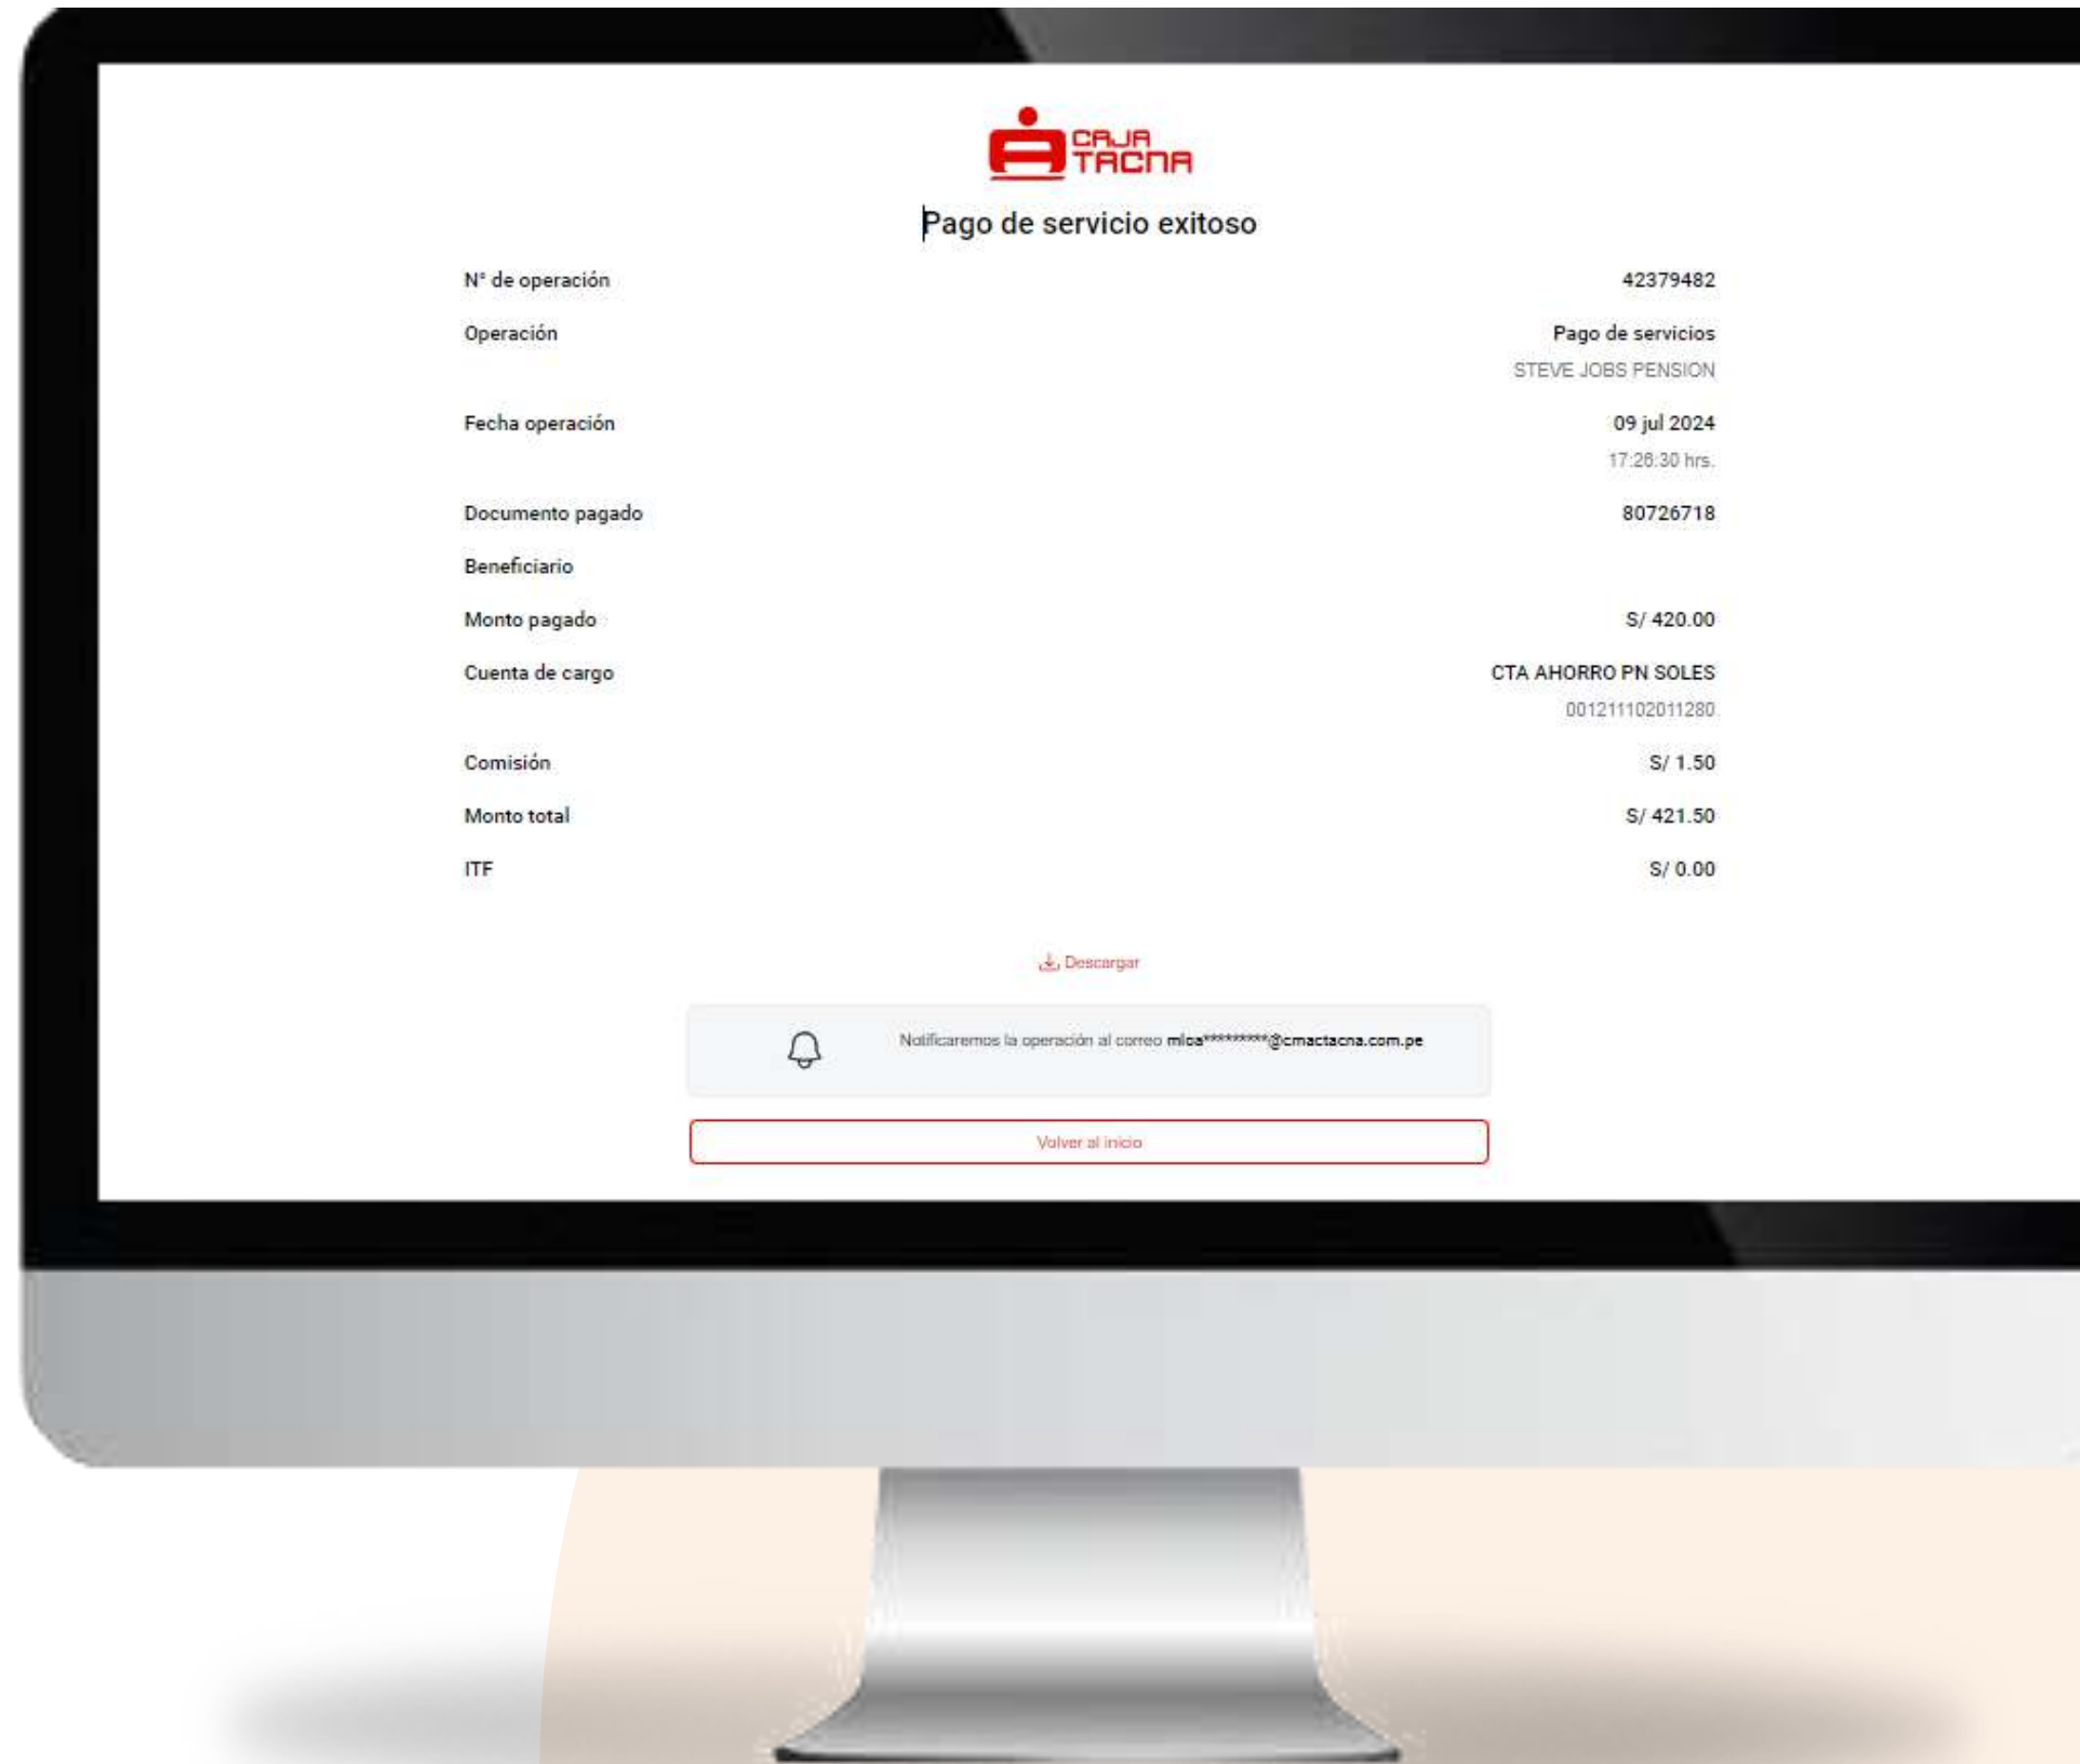 CAJA
TACNA
Pago de servicio exitoso
N° de operación 42379482
Operación Pago de servicios
STEVE JOBS PENSION
Fecha operación 09 jul 2024
17:26:30 hrs.
Documento pagado 80726718
Beneficiario
Monto pagado S/ 420.00
Cuenta de cargo CTA AHORRO PN SOLES
001211102011280
Comisión S/ 1.50
Monto total S/ 421.50
ITF S/ 0.00
Descargar
Notificaremos la operación al correo mloa*********@cmactacna.com.pe
Volver al inicio